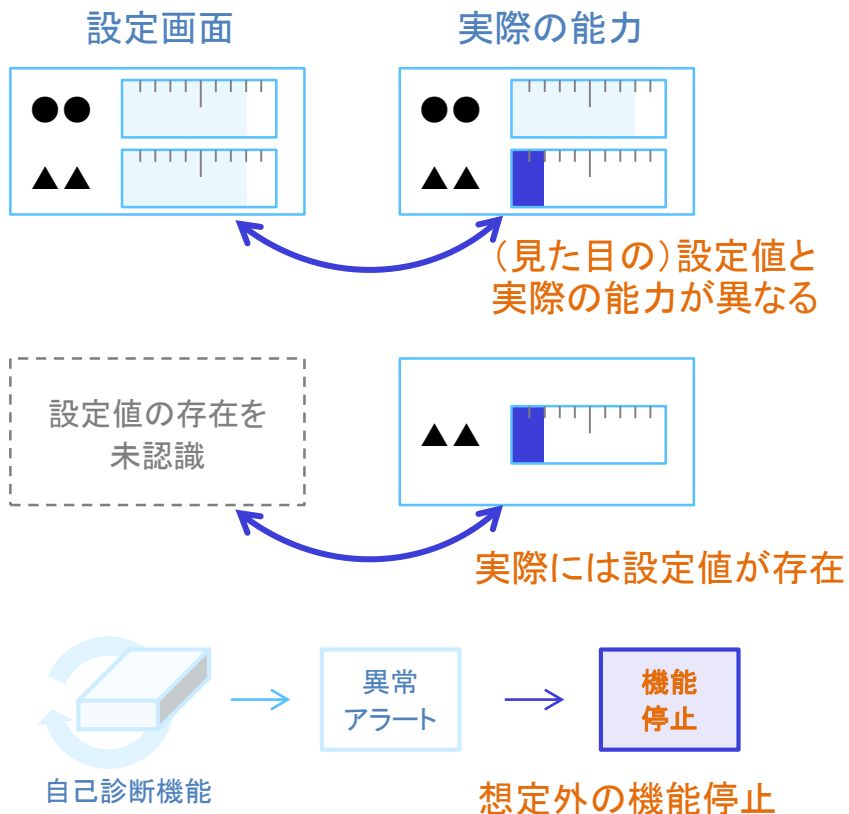 設定画面
実際の能力
●●
▲▲
●●
▲▲
（見た目の）設定値と
実際の能力が異なる
設定値の存在を
未認識
▲▲
実際には設定値が存在
自己診断機能
異常
アラート
機能
停止
想定外の機能停止